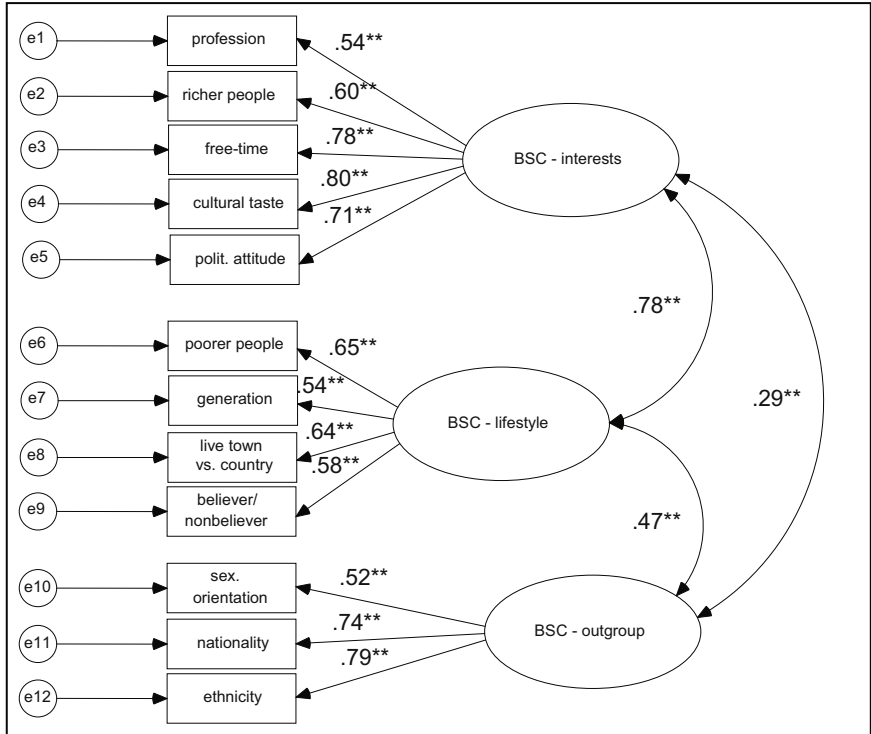 e1
profession
.54**
e2
richer people
.60**
e3
free-time
.78**
e4
cultural taste
.80**
e5
polit. attitude
.71**
BSC - interests
e6
poorer people
.65**
e7
generation
.54**
e8
live town
vs. country
.64**
e9
believer/
nonbeliever
.58**
BSC - lifestyle
.78**
.29**
.47**
e10
sex.
orientation
.52**
e11
nationality
.74**
e12
ethnicity
.79**
BSC - outgroup